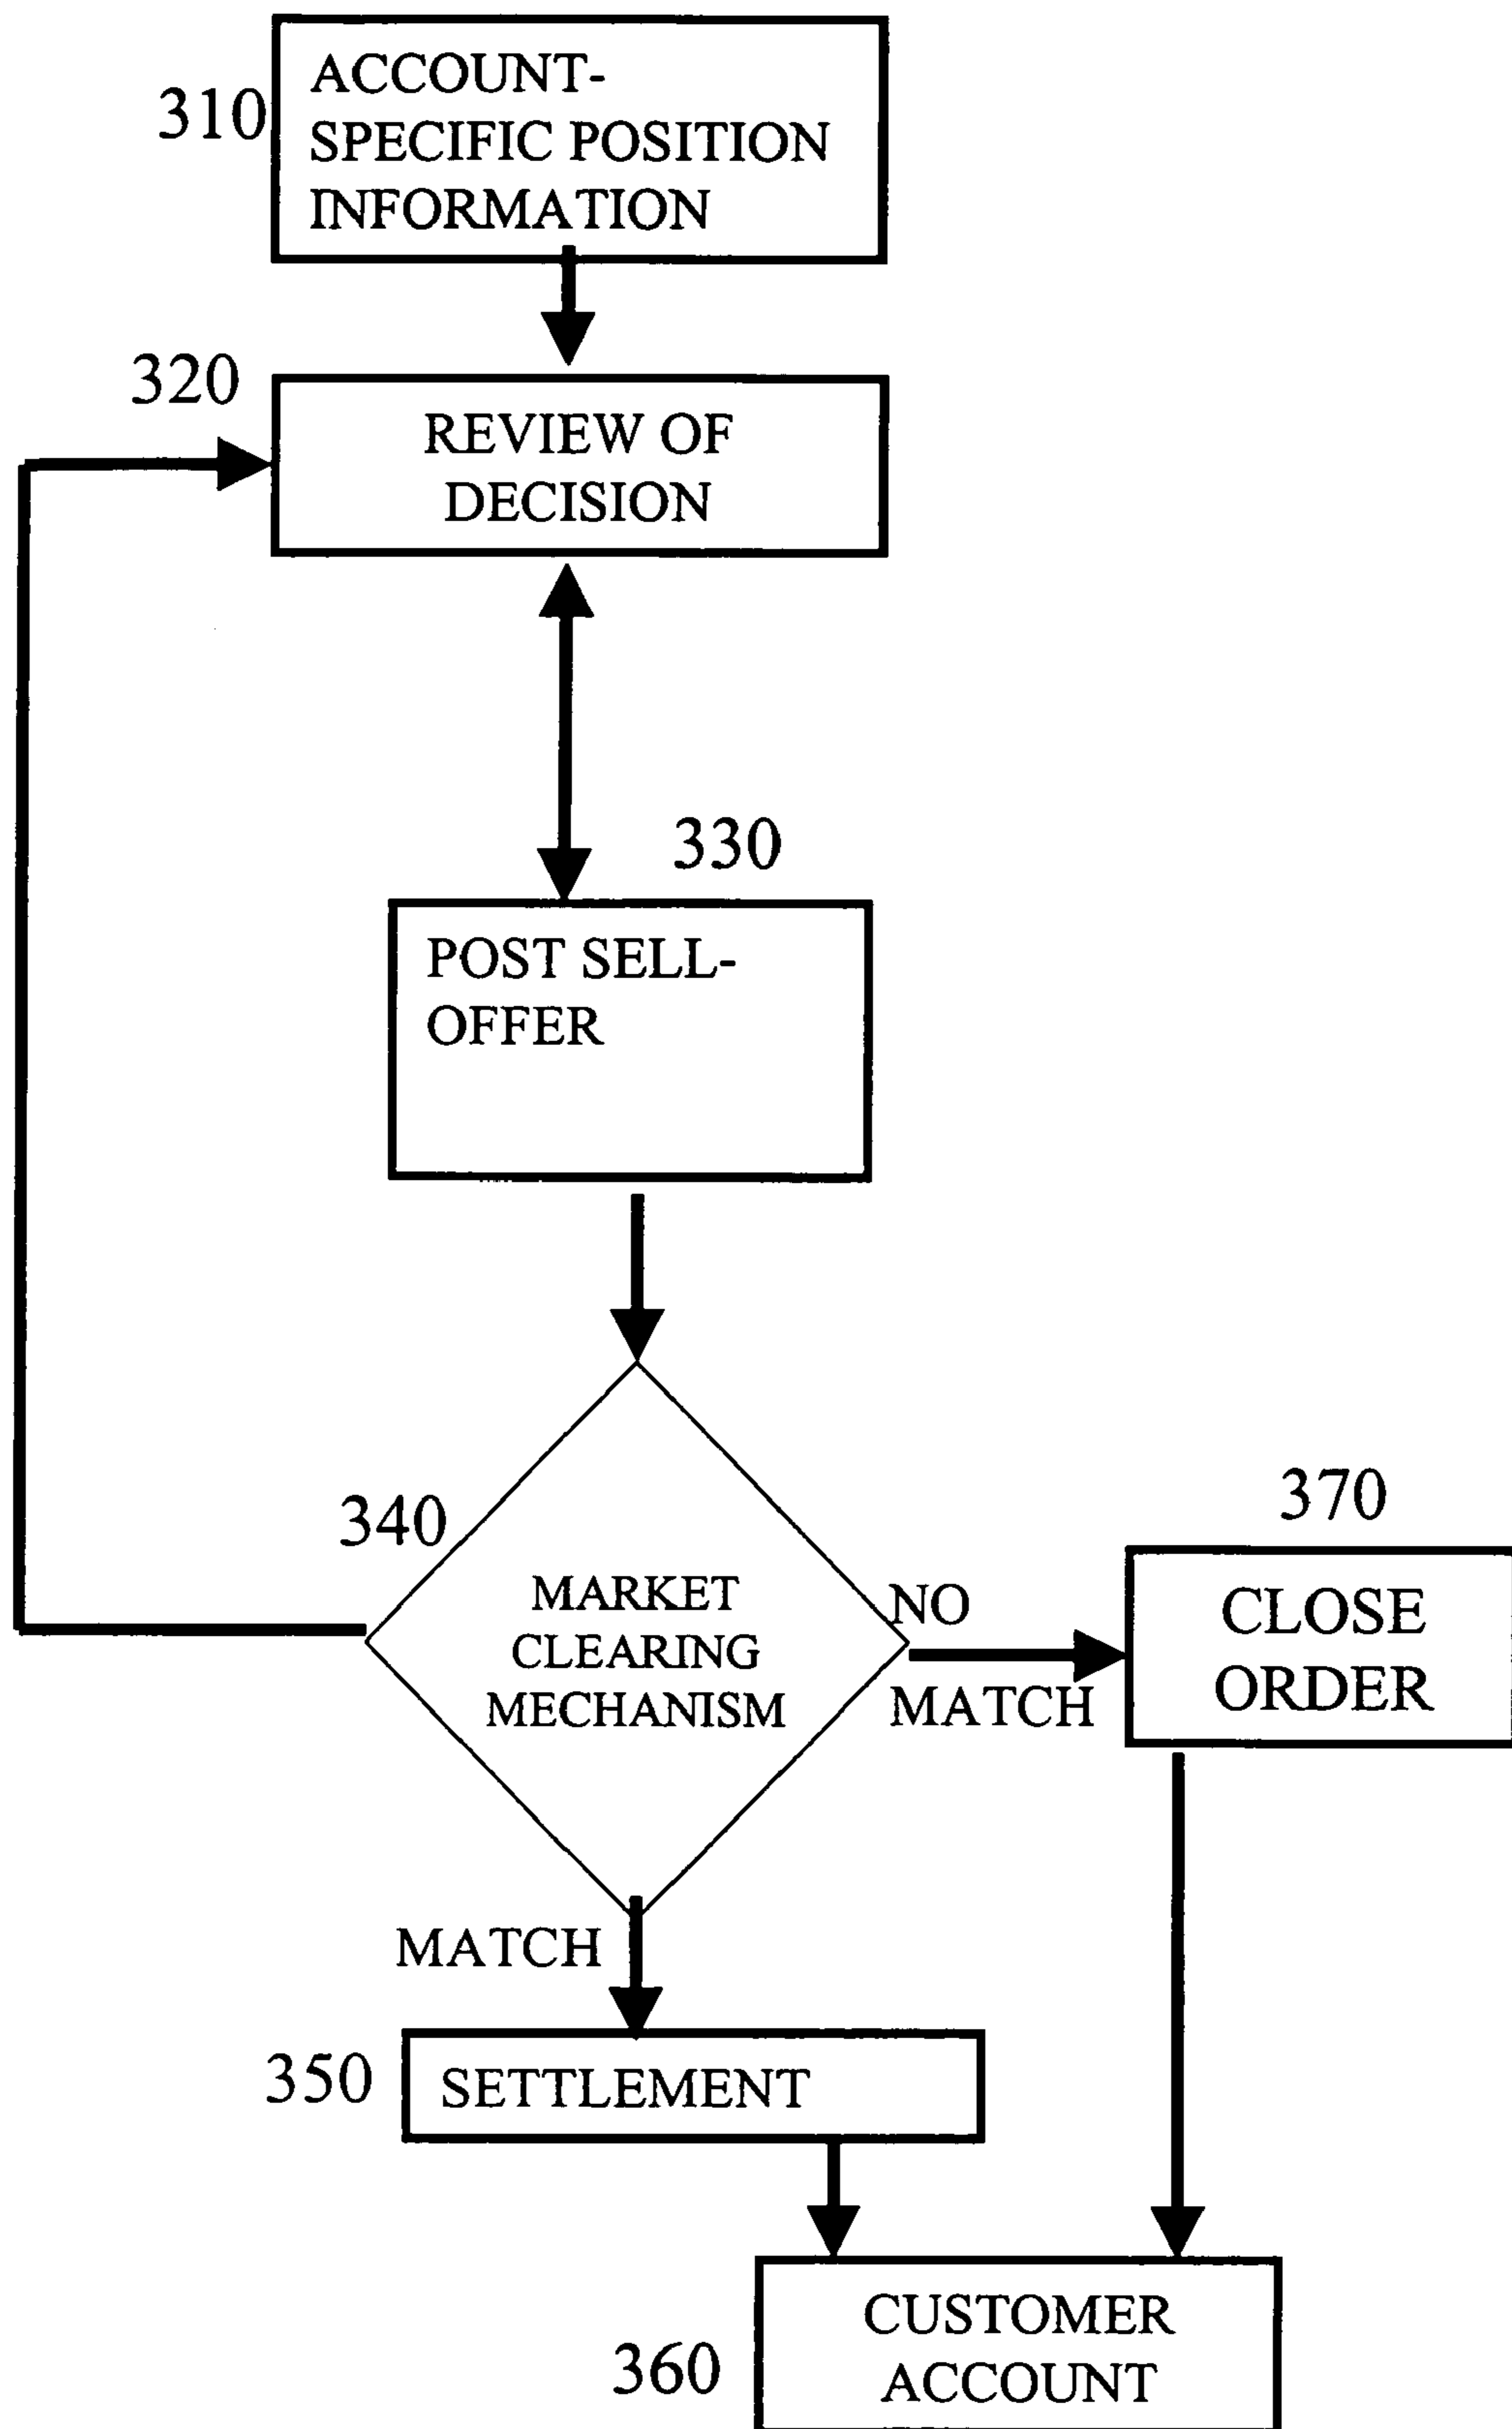 310
ACCOUNT-
SPECIFIC POSITION
INFORMATION
320
REVIEW OF
DECISION
330
POST SELL-
OFFER
340
MARKET
CLEARING
MECHANISM
NO
MATCH
370
CLOSE
ORDER
MATCH
350
SETTLEMENT
360
CUSTOMER
ACCOUNT